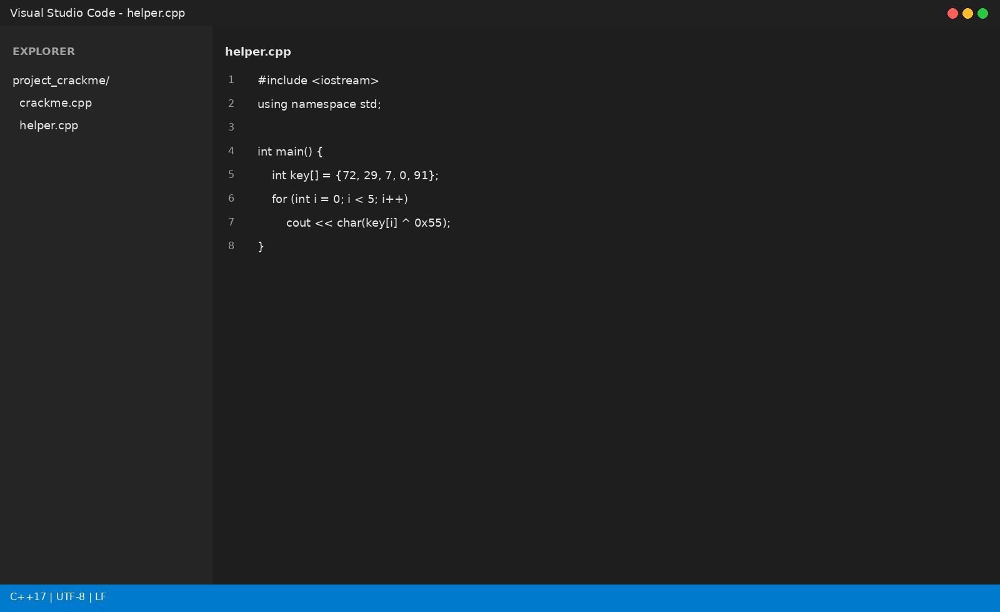 Visual Studio Code - helper.cpp
EXPLORER
project_crackme/
crackme.cpp
helper.cpp
helper.cpp
1 #include <iostream>
2 using namespace std;
3
4 int main() {
5     int key[] = {72, 29, 7, 0, 91};
6     for (int i = 0; i < 5; i++)
7         cout << char(key[i] ^ 0x55);
8 }
C++17 | UTF-8 | LF